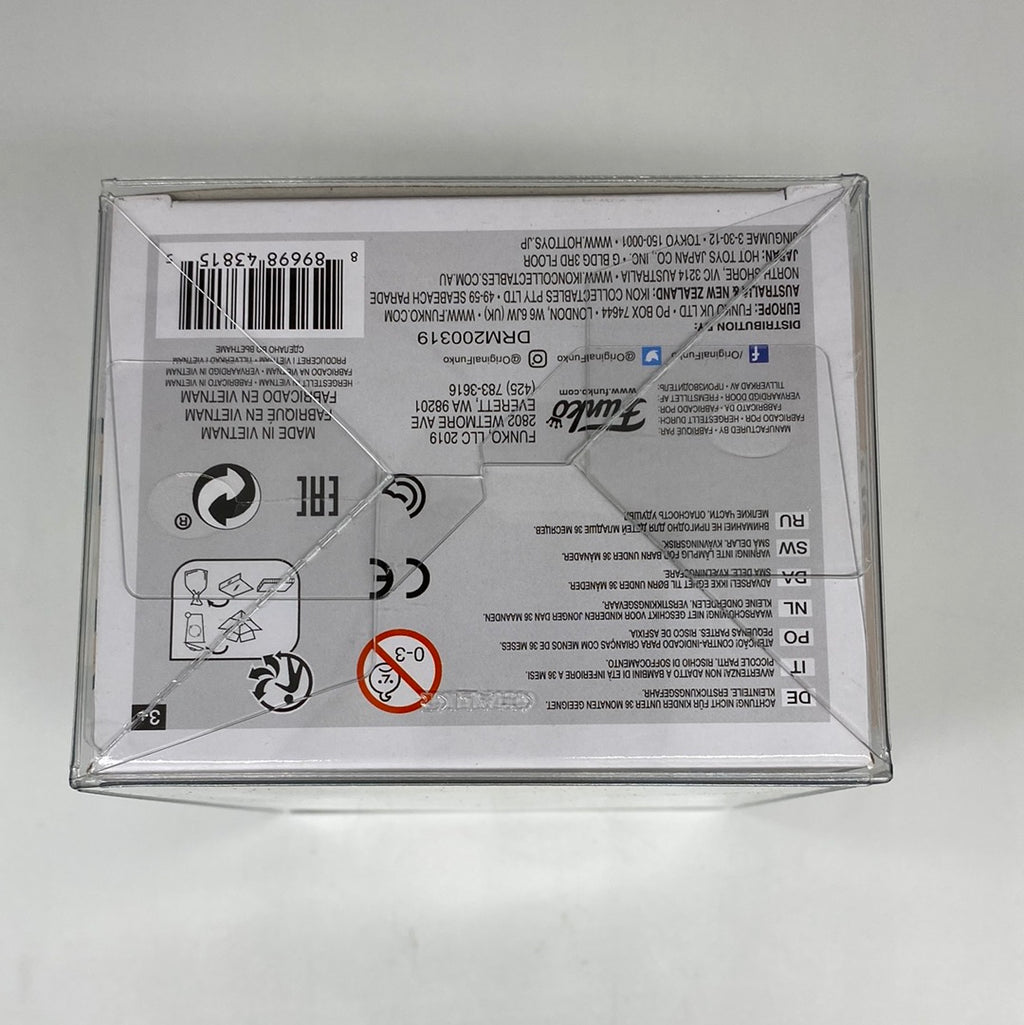 DE ACHTUNG! NICHT FÜR KINDER UNTER 36 MONATEN GEEIGNET.
KLEINTEILE. ERSTICKUNGSGEFAHR.
IT AVVERTENZA! NON ADATTO A BAMBINI DI ETÀ INFERIORE A 36 MESI.
PICCOLE PARTI. RISCHIO DI SOFFOCAMENTO.
PO ATENÇÃO! CONTRA-INDICADO PARA CRIANÇAS COM MENOS DE 36 MESES.
PEQUENAS PARTES. RISCO DE ASFIXIA.
NL WAARSCHUWING! NIET GESCHIKT VOOR KINDEREN JONGER DAN 36 MAANDEN.
KLEINE ONDERDELEN. VERSTIKKINGSGEVAAR.
DA ADVARSEL! IKKE EGNET TIL BØRN UNDER 36 MÅNEDER.
SMÅ DELE. KVÆLNINGSFARE.
SW VARNING! INTE LÄMPLIG FÖR BARN UNDER 36 MÅNADER.
SMÅ DELAR. KVÄVNINGSRISK.
RU ВНИМАНИЕ! НЕ ПРИГОДНО ДЛЯ ДЕТЕЙ МЛАДШЕ 36 МЕСЯЦЕВ.
МЕЛКИЕ ЧАСТИ. ОПАСНОСТЬ УДУШЬЯ.
0-3
3+
CE
EAC
®
MANUFACTURED BY • FABRIQUÉ PAR:
FABRICADO POR • HERGESTELLT DURCH:
FABBRICATO DA • FABRICADO POR:
VERVAARDIGD DOOR • FREMSTILLET AF:
TILLVERKAD AV • ПРОИЗВОДИТЕЛЬ:
Funko
www.funko.com
FUNKO, LLC 2019
2802 WETMORE AVE
EVERETT, WA 98201
(425) 783-3616
/OriginalFunko @OriginalFunko @OriginalFunko
DRM200319
MADE IN VIETNAM
FABRIQUÉ EN VIETNAM
FABRICADO EN VIETNAM
HERGESTELLT IN VIETNAM • FABBRICATO IN VIETNAM
FABRICADO NA VIETNAM • VERVAARDIGD IN VIETNAM
PRODUCERET I VIETNAM • TILLVERKAD I VIETNAM
СДЕЛАНО ВО ВЬЕТНАМЕ
DISTRIBUTION BY:
EUROPE: FUNKO UK LTD • PO BOX 74644 • LONDON, W6 6JW (UK) • WWW.FUNKO.COM
AUSTRALIA & NEW ZEALAND: IKON COLLECTABLES PTY LTD • 49-59 SEABEACH PARADE
NORTH SHORE, VIC 3214 AUSTRALIA • WWW.IKONCOLLECTABLES.COM.AU
JAPAN: HOT TOYS JAPAN CO., INC. • G BLDG 3RD FLOOR
JINGUMAE 3-30-12 • TOKYO 150-0001 • WWW.HOTTOYS.JP
8 89698 43815 5